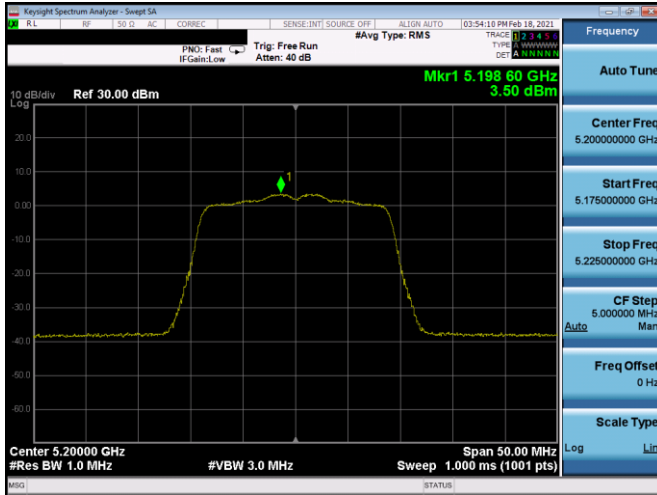 Keysight Spectrum Analyzer - Swept SA
RL RF 50 Ω AC CORREC SENSE:INT SOURCE OFF ALIGN AUTO 03:54:10 PM Feb 18, 2021
Frequency
#Avg Type: RMS
TRACE 1 2 3 4 5 6
PNO: Fast Trig: Free Run
TYPE A WWWWW
IFGain:Low Atten: 40 dB
DET A N N N N N
Auto Tune
Mkr1 5.198 60 GHz
3.50 dBm
10 dB/div Ref 30.00 dBm
Log
Center Freq
5.200000000 GHz
20.0
10.0
1
Start Freq
5.175000000 GHz
0.00
-10.0
Stop Freq
5.225000000 GHz
-20.0
-30.0
CF Step
5.000000 MHz
Auto Man
-40.0
-50.0
Freq Offset
0 Hz
-60.0
Scale Type
Log Lin
Center 5.20000 GHz Span 50.00 MHz
#Res BW 1.0 MHz #VBW 3.0 MHz Sweep 1.000 ms (1001 pts)
MSG STATUS